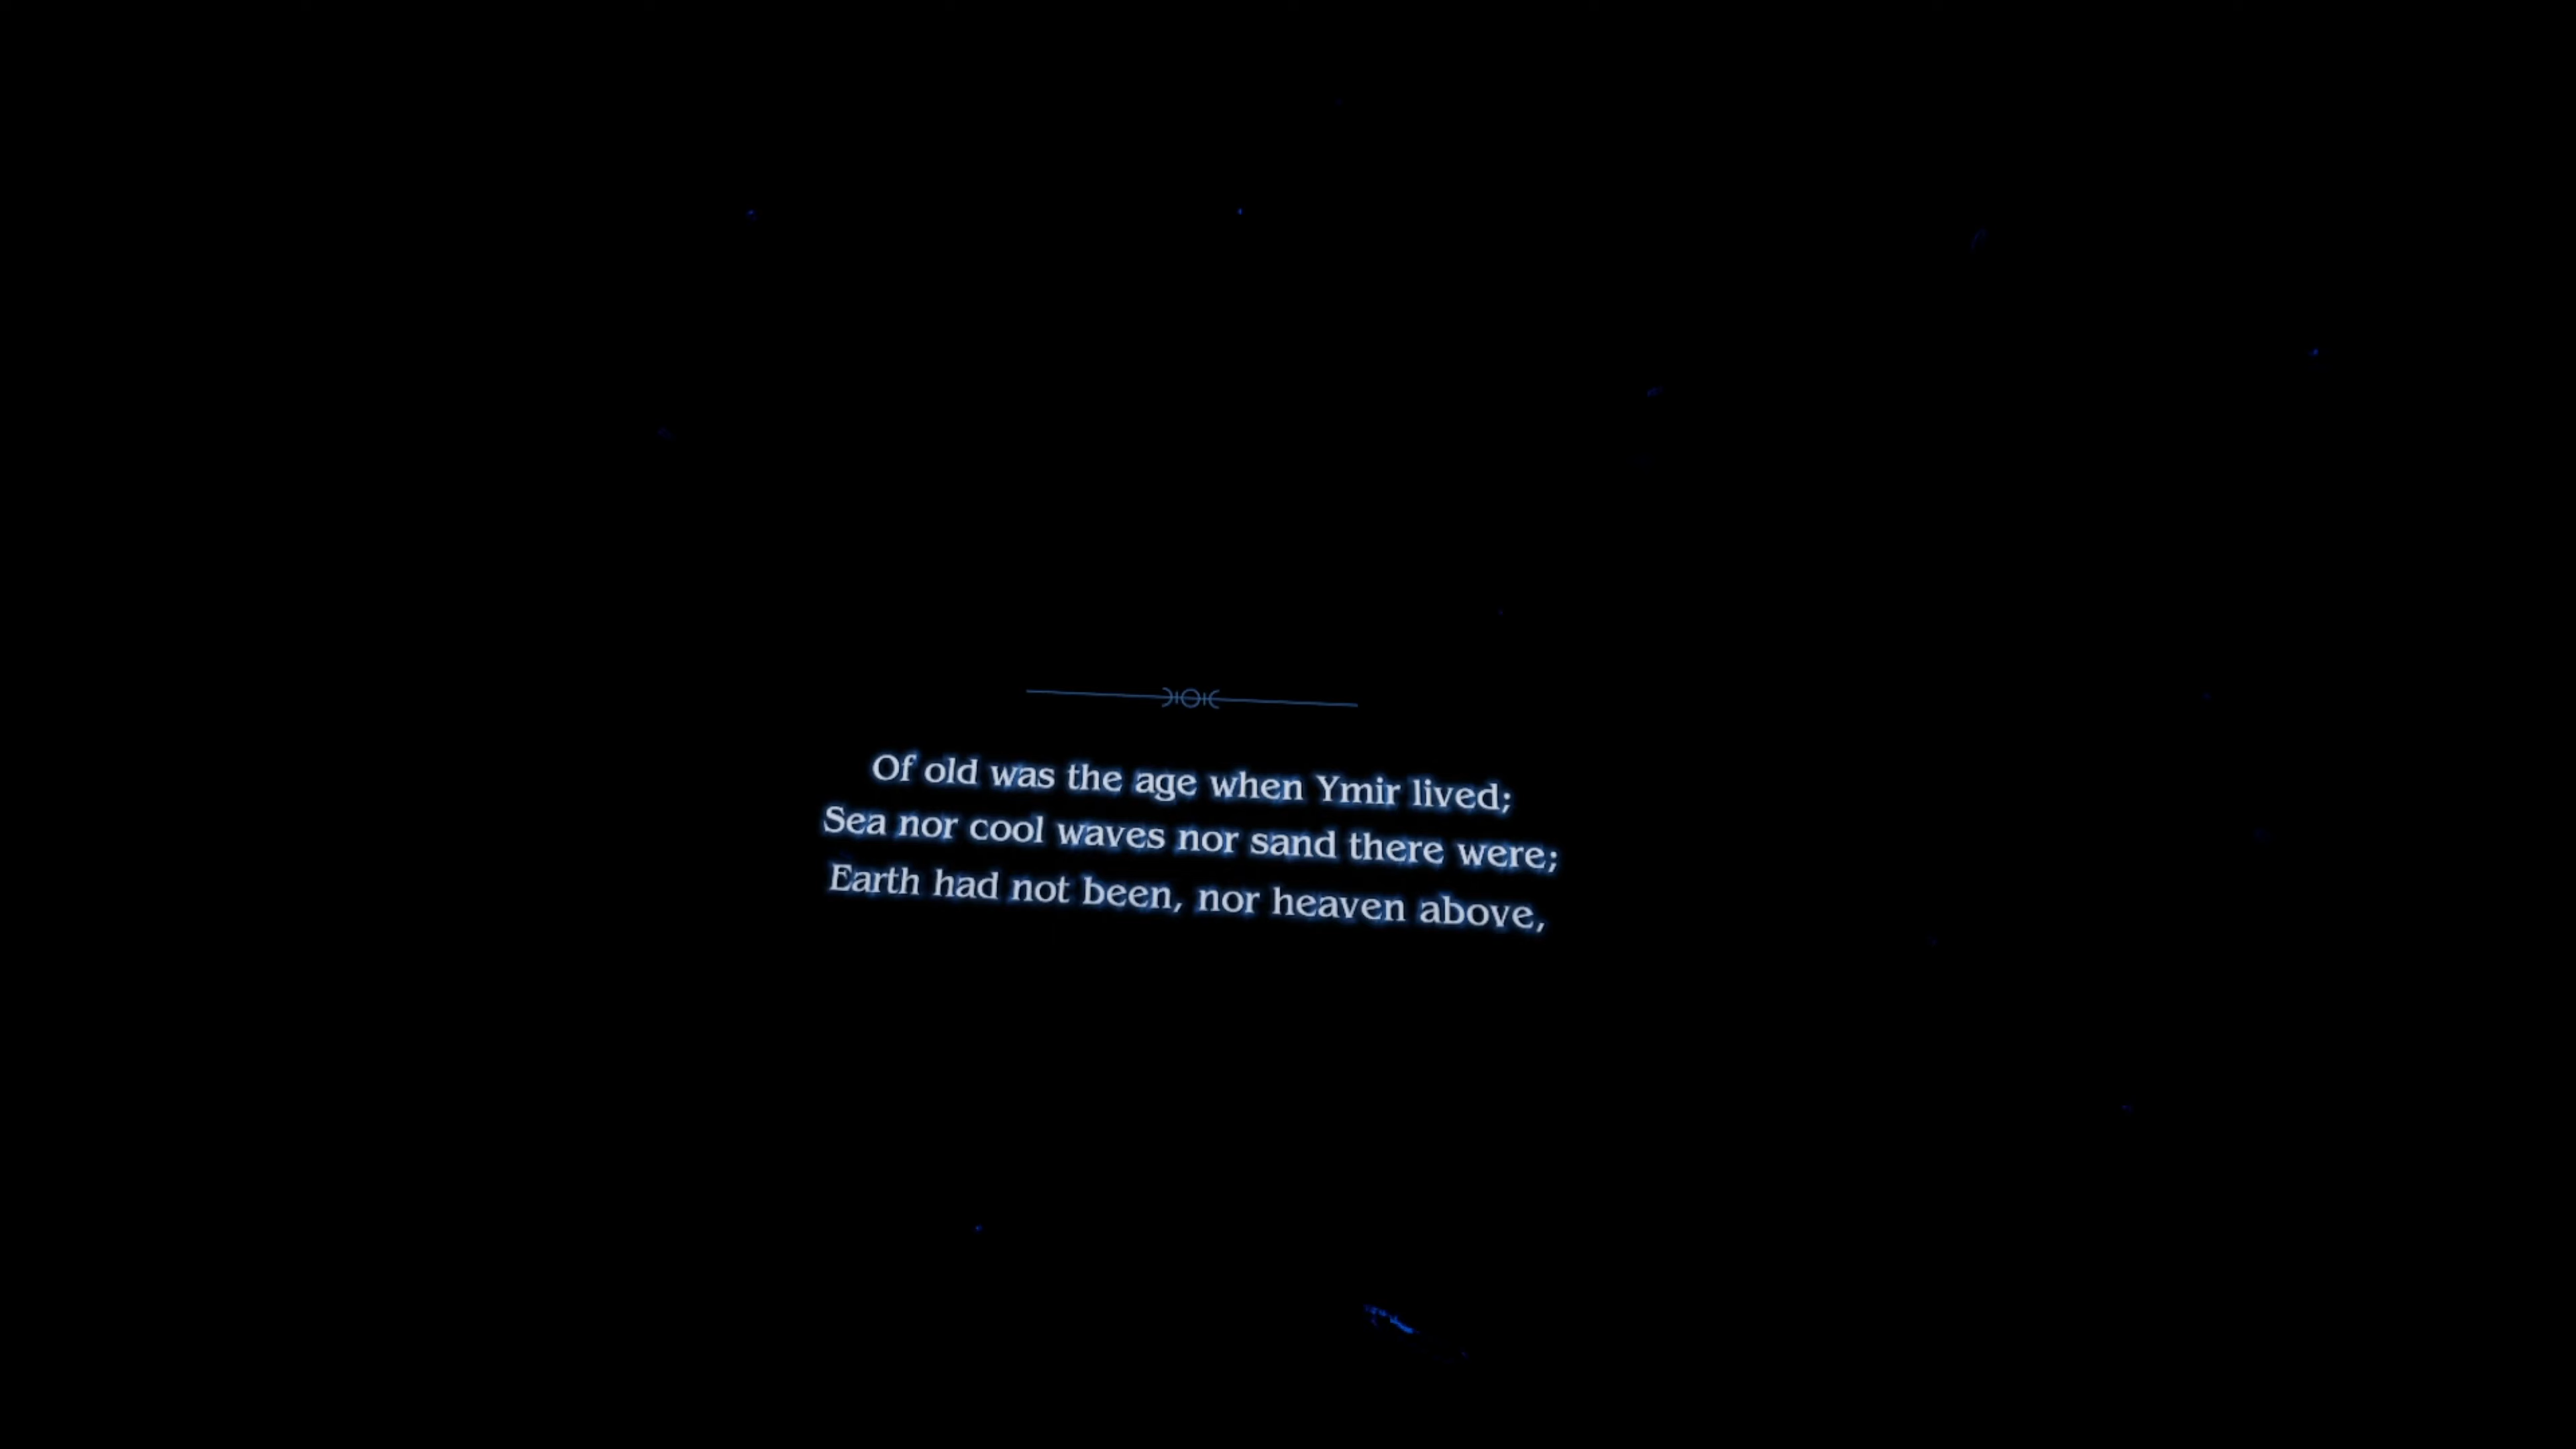 Of old was the age when Ymir lived;
Sea nor cool waves nor sand there were;
Earth had not been, nor heaven above,